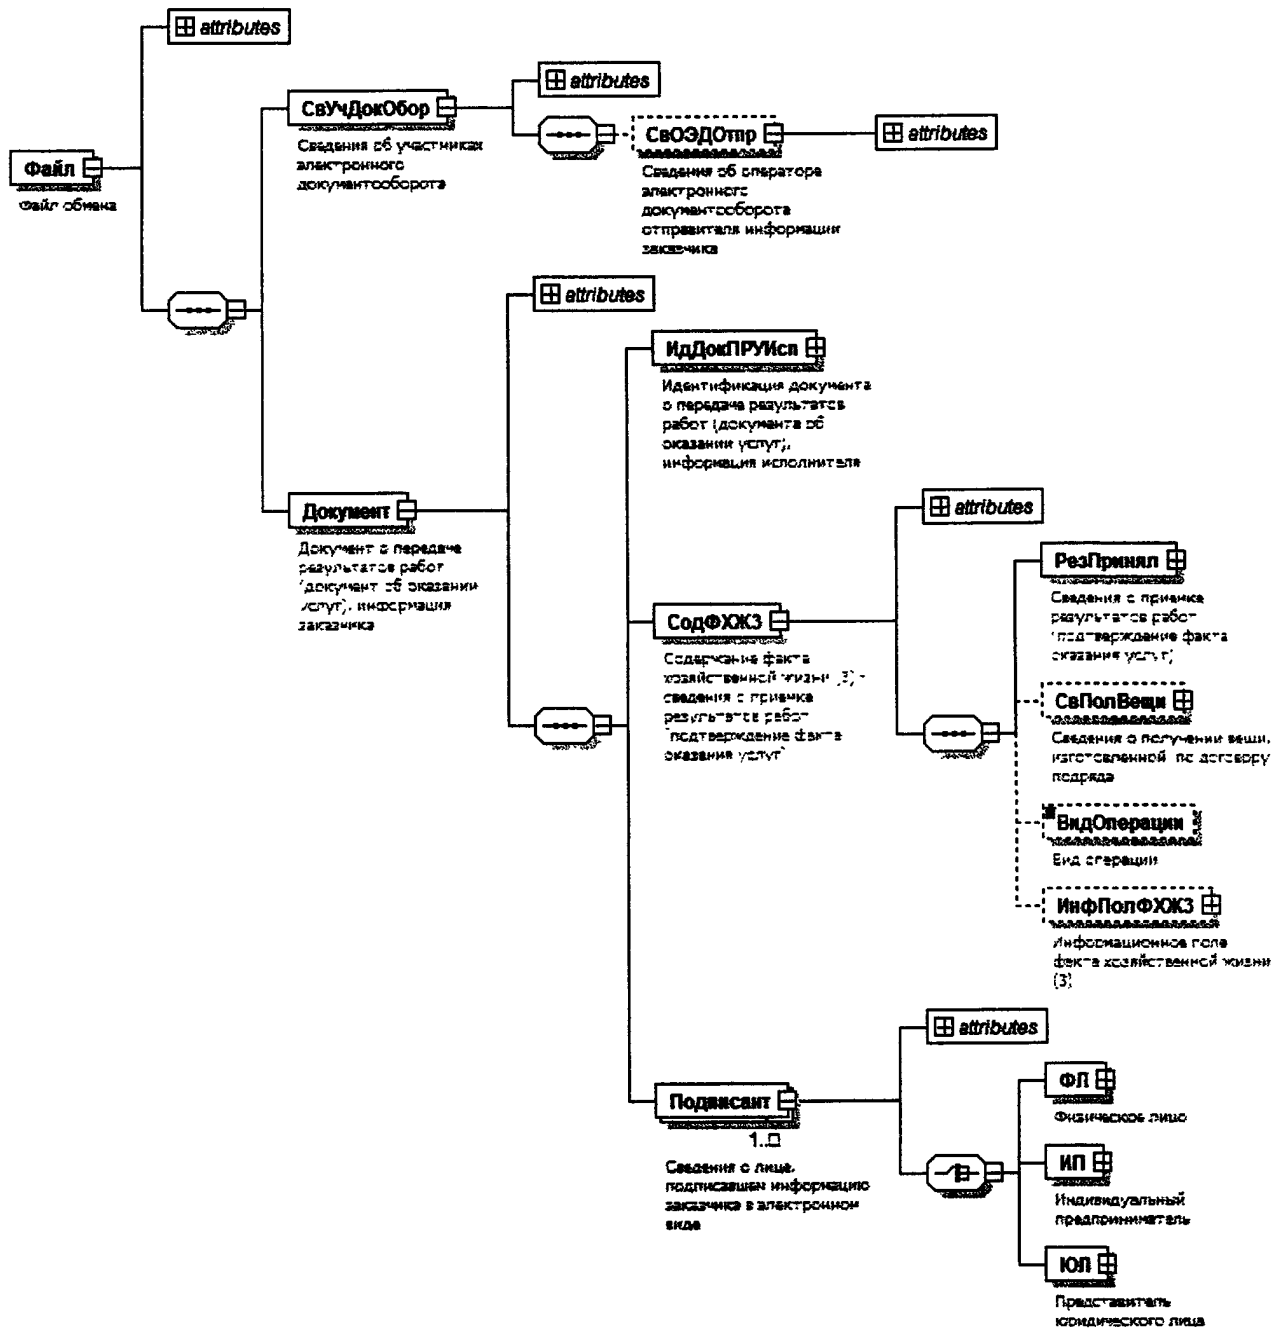 attributes
attributes
СвУчДокОбор
Сведения об участниках
электронного
документооборота
СвОЭДОтпр
attributes
Сведения об операторе
электронного
документооборота
отправителя информации
заказчика
Файл
Файл обмена
attributes
ИдДокПРУИсп
Идентификация документа
о передаче результатов
работ (документа об
оказании услуг),
информация исполнителя
Документ
Документ о передаче
результатов работ
(документ об оказании
услуг), информация
заказчика
attributes
РезПринял
Сведения о приемке
результатов работ
(подтверждение факта
оказания услуг)
СодФХЖ3
Содержание факта
хозяйственной жизни (3) -
сведения о приемке
результатов работ
(подтверждение факта
оказания услуг)
СвПолВещи
Сведения о получении вещи,
изготовленной по договору
подряда
ВидОперации
Вид операции
ИнфПолФХЖ3
Информационное поле
факта хозяйственной жизни
(3)
attributes
Подписант
1..
Сведения о лице,
подписавшем информацию
заказчика в электронном
виде
ФЛ
Физическое лицо
ИП
Индивидуальный
предприниматель
ЮЛ
Представитель
юридического лица